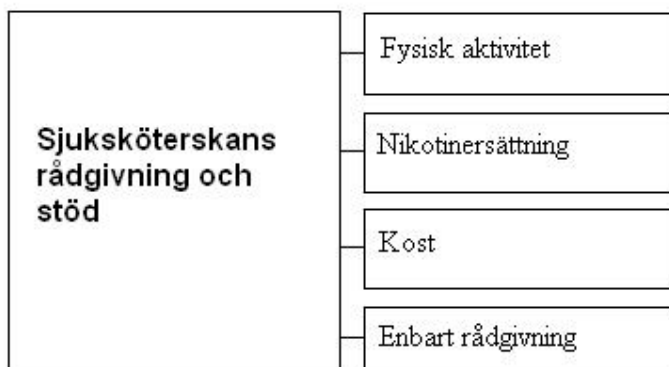 Sjuksköterskans
rådgivning och
stöd
Fysisk aktivitet
Nikotinersättning
Kost
Enbart rådgivning